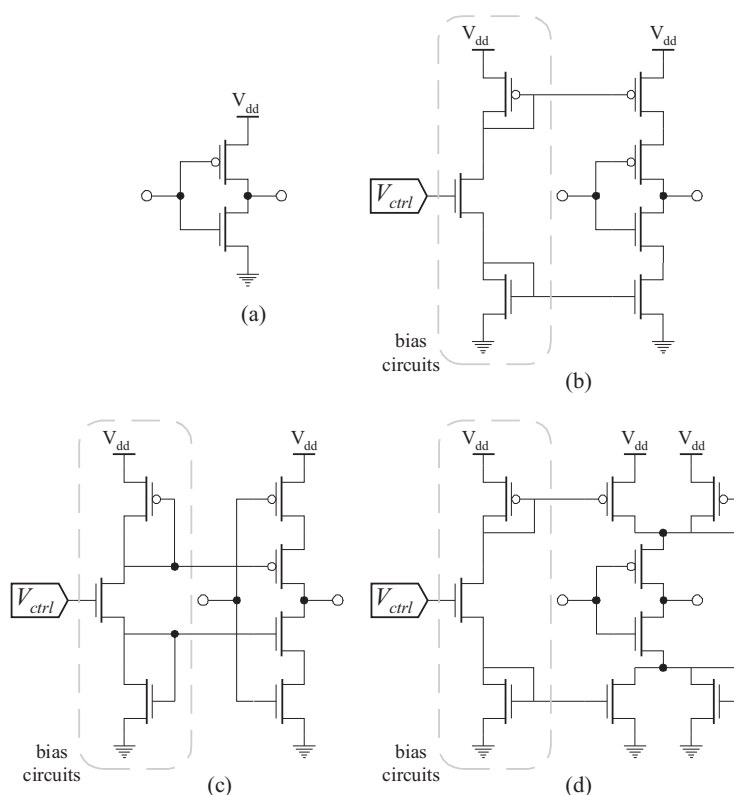 V_dd
(a)
V_dd
V_dd
V_ctrl
bias
circuits
(b)
V_dd
V_dd
V_ctrl
bias
circuits
(c)
V_dd
V_dd
V_dd
V_ctrl
bias
circuits
(d)